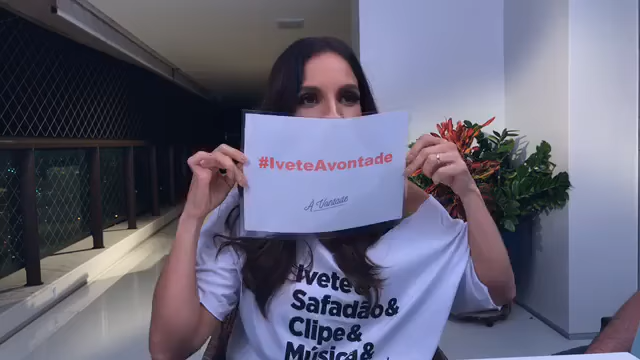 #IveteAvontade
À Vontade
Ivete&
Safadão&
Clipe&
Música&